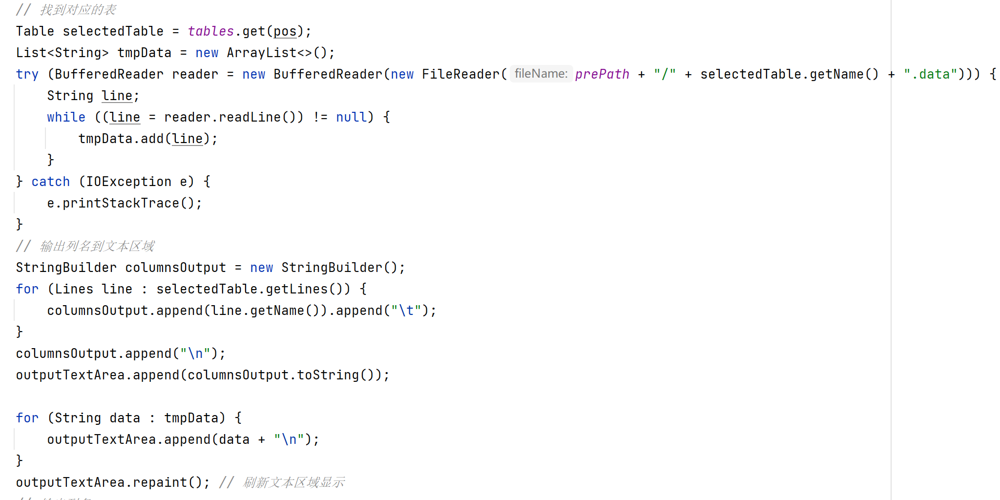 // 找到对应的表
Table selectedTable = tables.get(pos);
List<String> tmpData = new ArrayList<>();
try (BufferedReader reader = new BufferedReader(new FileReader( fileName: prePath + "/" + selectedTable.getName() + ".data"))) {
    String line;
    while ((line = reader.readLine()) != null) {
        tmpData.add(line);
    }
} catch (IOException e) {
    e.printStackTrace();
}
// 输出列名到文本区域
StringBuilder columnsOutput = new StringBuilder();
for (Lines line : selectedTable.getLines()) {
    columnsOutput.append(line.getName()).append("\t");
}
columnsOutput.append("\n");
outputTextArea.append(columnsOutput.toString());

for (String data : tmpData) {
    outputTextArea.append(data + "\n");
}
outputTextArea.repaint(); // 刷新文本区域显示